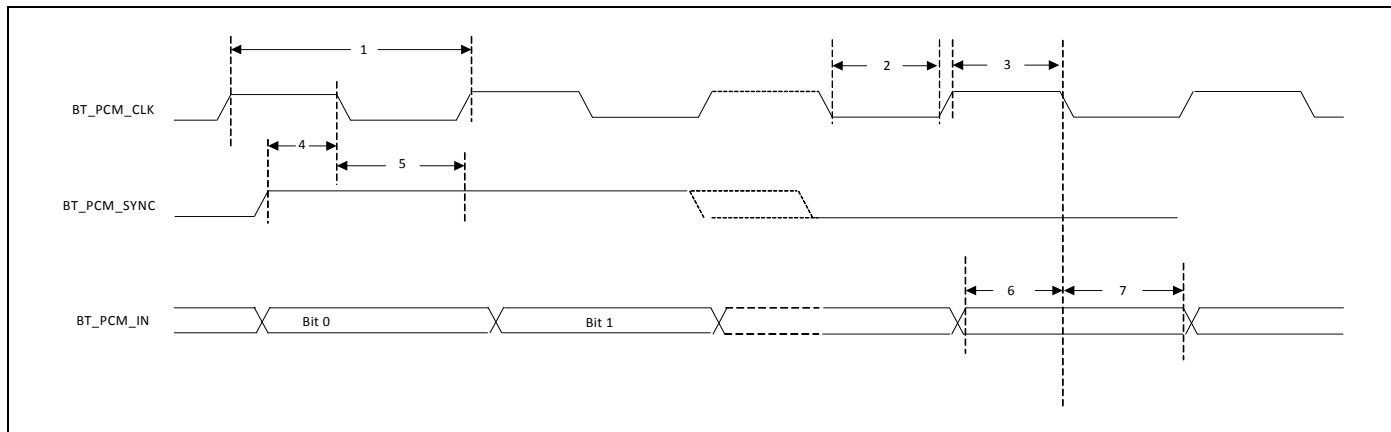 1
2
3
BT_PCM_CLK
4
5
BT_PCM_SYNC
6
7
BT_PCM_IN
Bit 0
Bit 1